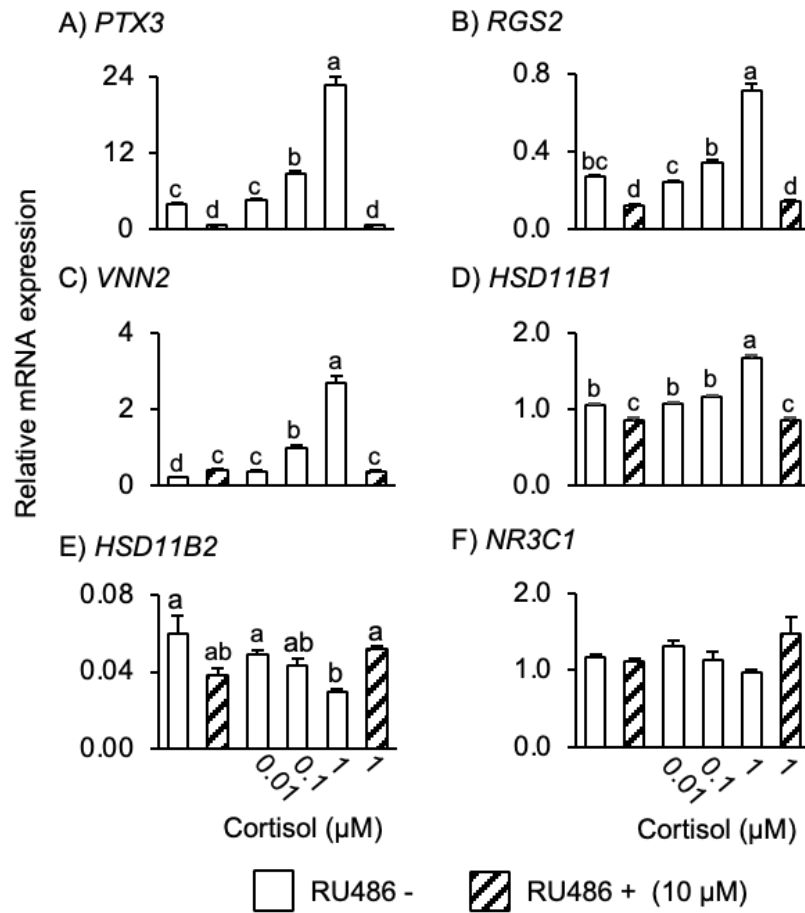 A) PTX3
24
12
0
c
d
c
b
a
d
B) RGS2
0.8
0.4
0.0
bc
d
c
b
a
d
Relative mRNA expression
C) VNN2
4
2
0
d
c
c
b
a
c
D) HSD11B1
2.0
1.0
0.0
b
c
b
b
a
c
E) HSD11B2
0.08
0.04
0.00
a
ab
a
ab
b
a
0.01
0.1
1
1
Cortisol (µM)
F) NR3C1
2.0
1.0
0.0
0.01
0.1
1
1
Cortisol (µM)
RU486 -
RU486 + (10 µM)